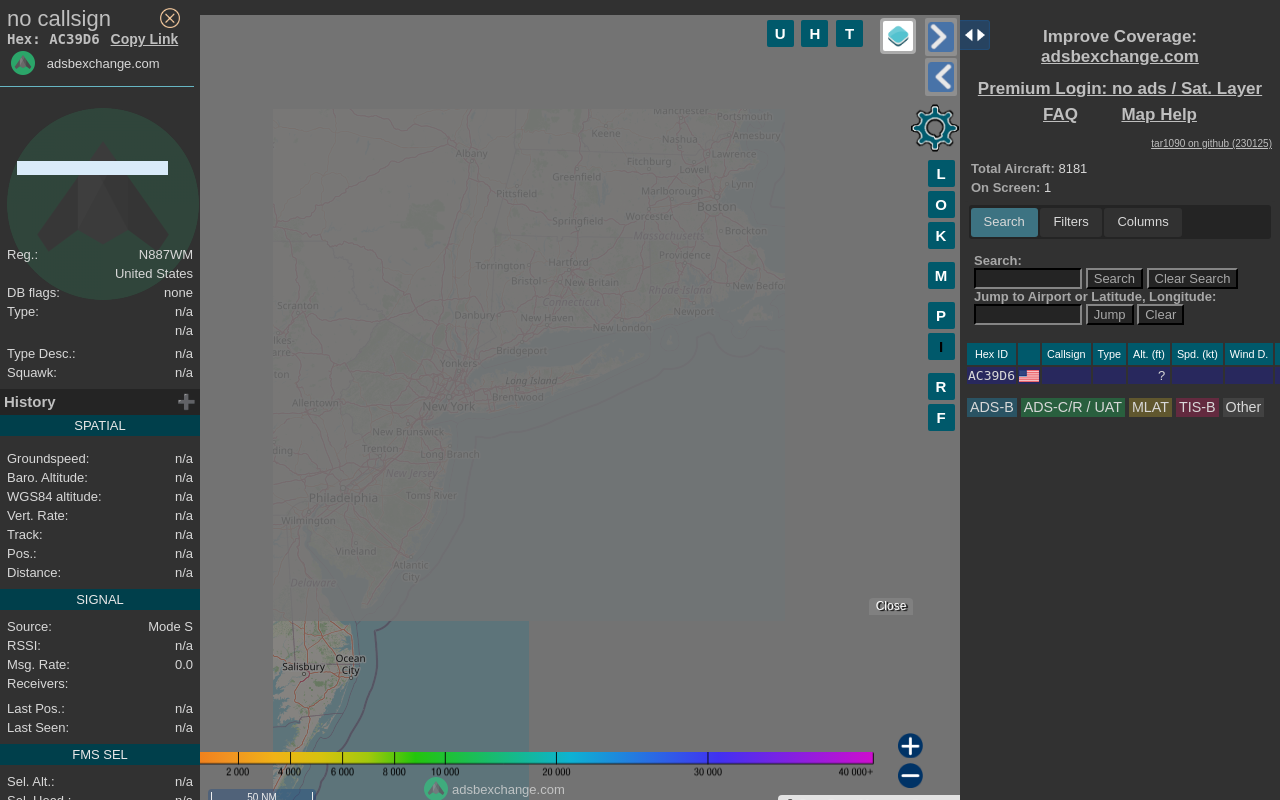 no callsign
Hex: AC39D6 Copy Link
adsbexchange.com
Reg.: N887WM
United States
DB flags: none
Type: n/a
n/a
Type Desc.: n/a
Squawk: n/a
History
SPATIAL
Groundspeed: n/a
Baro. Altitude: n/a
WGS84 altitude: n/a
Vert. Rate: n/a
Track: n/a
Pos.: n/a
Distance: n/a
SIGNAL
Source: Mode S
RSSI: n/a
Msg. Rate: 0.0
Receivers:
Last Pos.: n/a
Last Seen: n/a
FMS SEL
Sel. Alt.: n/a
U H T
L
O
K
M
P
I
R
F
Manchester
Portsmouth
Keene
Nashua
Amesbury
Albany
Fitchburg
Lawrence
Greenfield
Lowell
Lynn
Pittsfield
Marlborough
Boston
Springfield
Worcester
Massachusetts
Brockton
Torrington
Hartford
Providence
Bristol
New Britain
Rhode Island
New Bedfo
Scranton
Connecticut
Danbury
New Haven
Newport
New London
Yonkers
Bridgeport
Long Island
Allentown
New York
Brentwood
New Brunswick
Trenton
Long Branch
New Jersey
Philadelphia
Toms River
Wilmington
Vineland
Atlantic
City
Delaware
Close
Salisbury
Ocean
City
2 000 4 000 6 000 8 000 10 000 20 000 30 000 40 000+
50 NM
adsbexchange.com
Improve Coverage:
adsbexchange.com
Premium Login: no ads / Sat. Layer
FAQ Map Help
tar1090 on github (230125)
Total Aircraft: 8181
On Screen: 1
Search Filters Columns
Search:
Search Clear Search
Jump to Airport or Latitude, Longitude:
Jump Clear
Hex ID Callsign Type Alt. (ft) Spd. (kt) Wind D.
AC39D6 ?
ADS-B ADS-C/R / UAT MLAT TIS-B Other